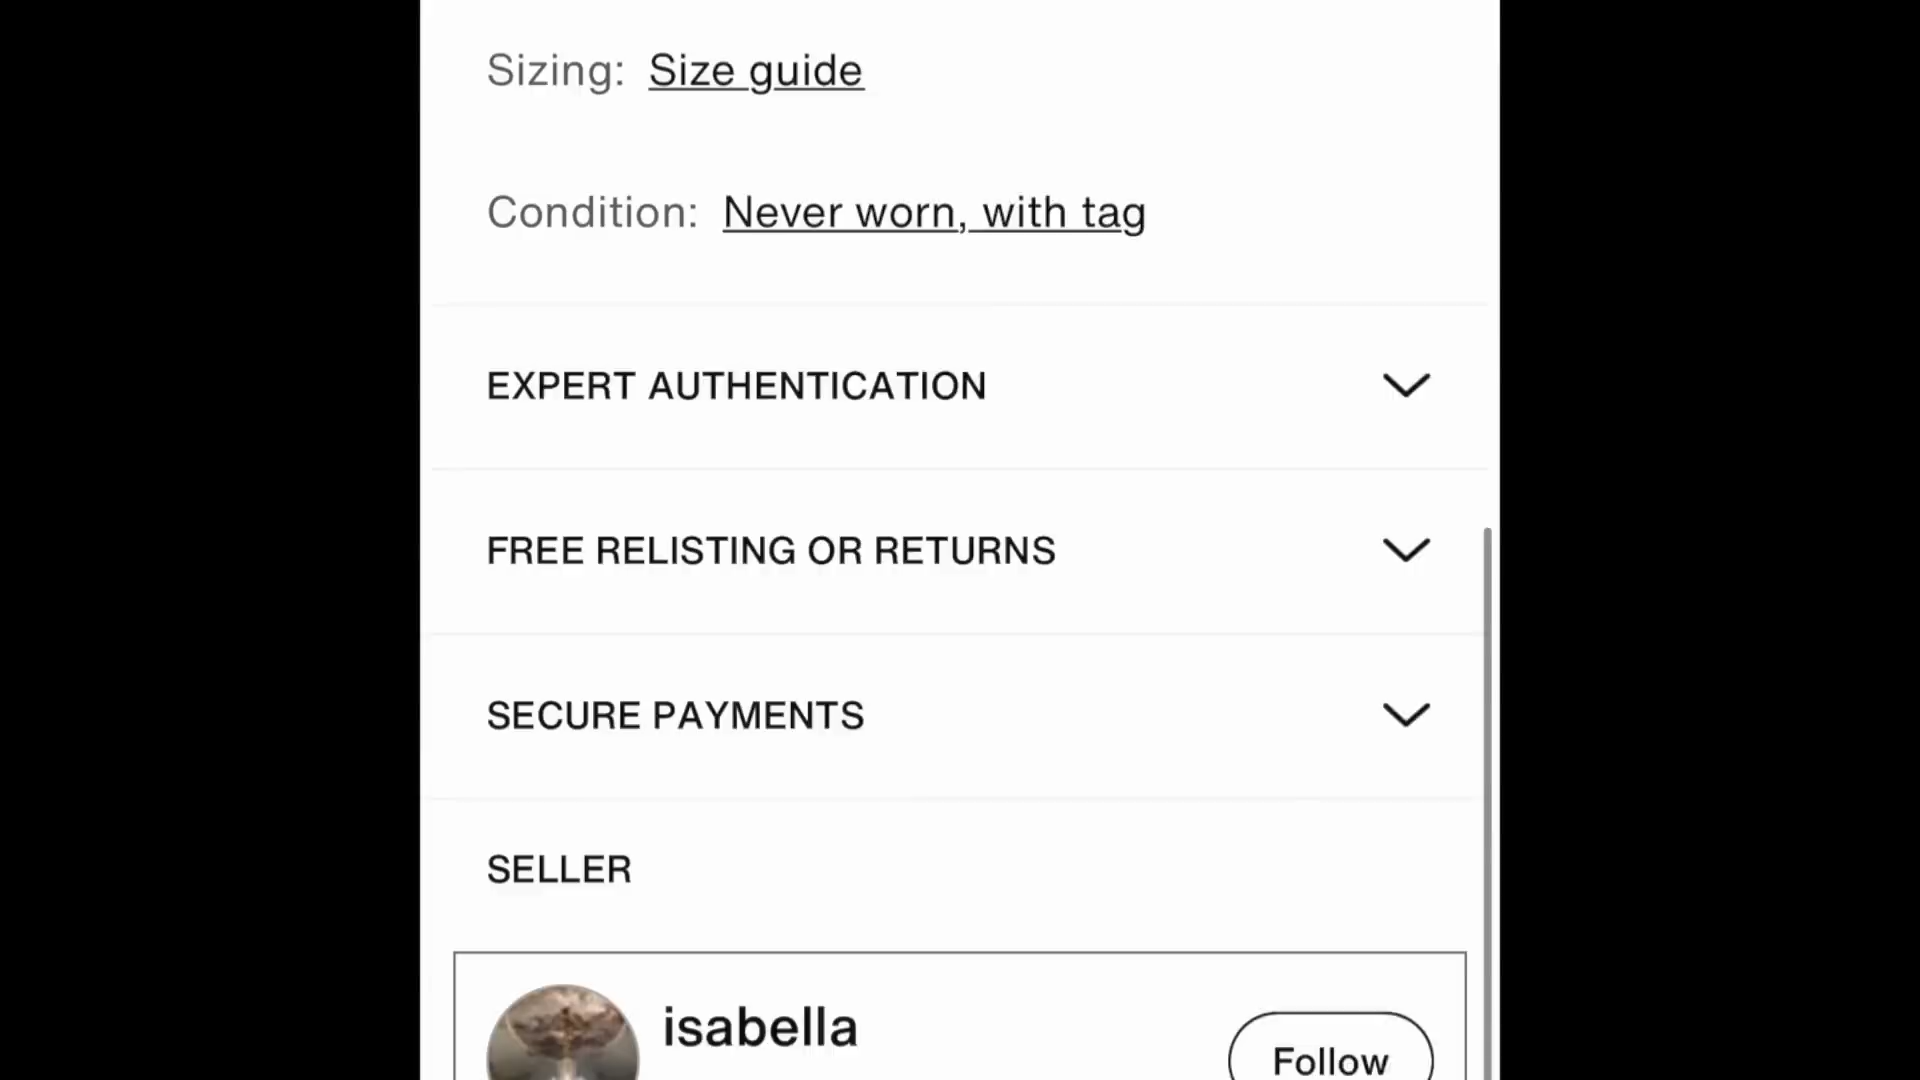 Sizing: Size guide
Condition: Never worn, with tag
EXPERT AUTHENTICATION
FREE RELISTING OR RETURNS
SECURE PAYMENTS
SELLER
isabella
Follow